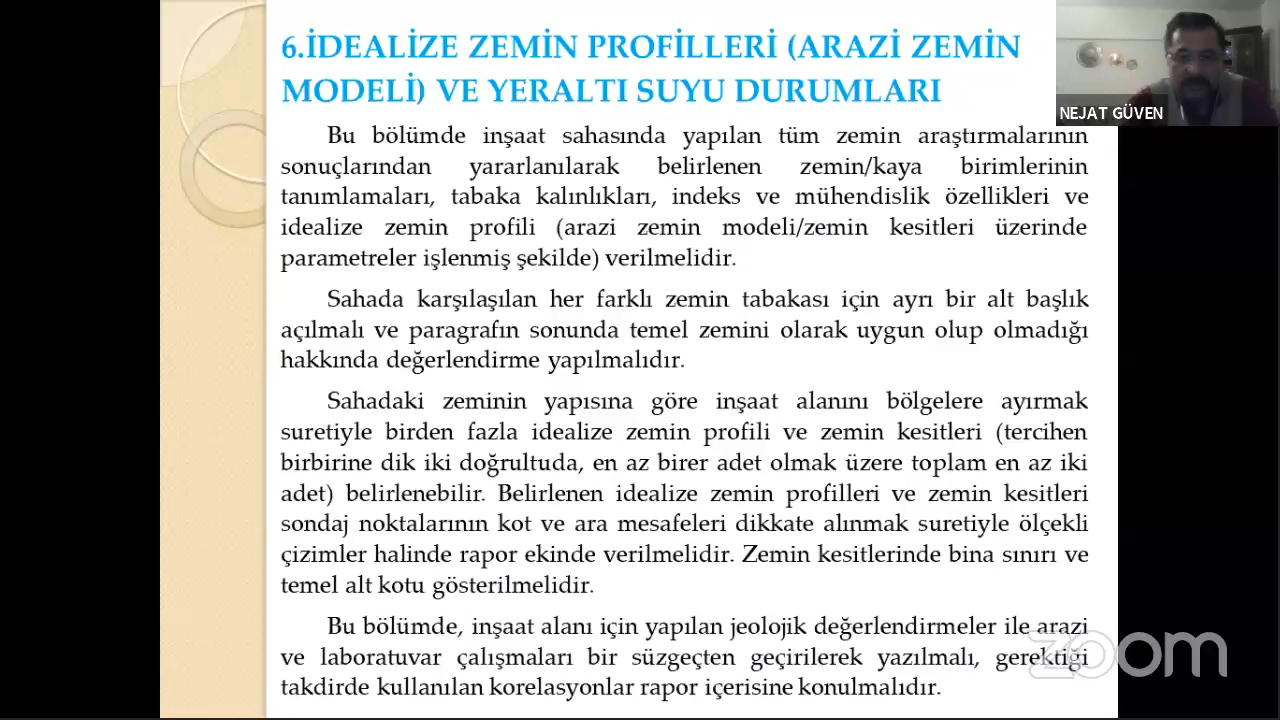 6.İDEALİZE ZEMİN PROFİLLERİ (ARAZİ ZEMİN
MODELİ) VE YERALTI SUYU DURUMLARI
NEJAT GÜVEN
Bu bölümde inşaat sahasında yapılan tüm zemin araştırmalarının
sonuçlarından yararlanılarak belirlenen zemin/kaya birimlerinin
tanımlamaları, tabaka kalınlıkları, indeks ve mühendislik özellikleri ve
idealize zemin profili (arazi zemin modeli/zemin kesitleri üzerinde
parametreler işlenmiş şekilde) verilmelidir.
Sahada karşılaşılan her farklı zemin tabakası için ayrı bir alt başlık
açılmalı ve paragrafın sonunda temel zemini olarak uygun olup olmadığı
hakkında değerlendirme yapılmalıdır.
Sahadaki zeminin yapısına göre inşaat alanını bölgelere ayırmak
suretiyle birden fazla idealize zemin profili ve zemin kesitleri (tercihen
birbirine dik iki doğrultuda, en az birer adet olmak üzere toplam en az iki
adet) belirlenebilir. Belirlenen idealize zemin profilleri ve zemin kesitleri
sondaj noktalarının kot ve ara mesafeleri dikkate alınmak suretiyle ölçekli
çizimler halinde rapor ekinde verilmelidir. Zemin kesitlerinde bina sınırı ve
temel alt kotu gösterilmelidir.
Bu bölümde, inşaat alanı için yapılan jeolojik değerlendirmeler ile arazi
ve laboratuvar çalışmaları bir süzgeçten geçirilerek yazılmalı, gerektiği
takdirde kullanılan korelasyonlar rapor içerisine konulmalıdır.
zoom